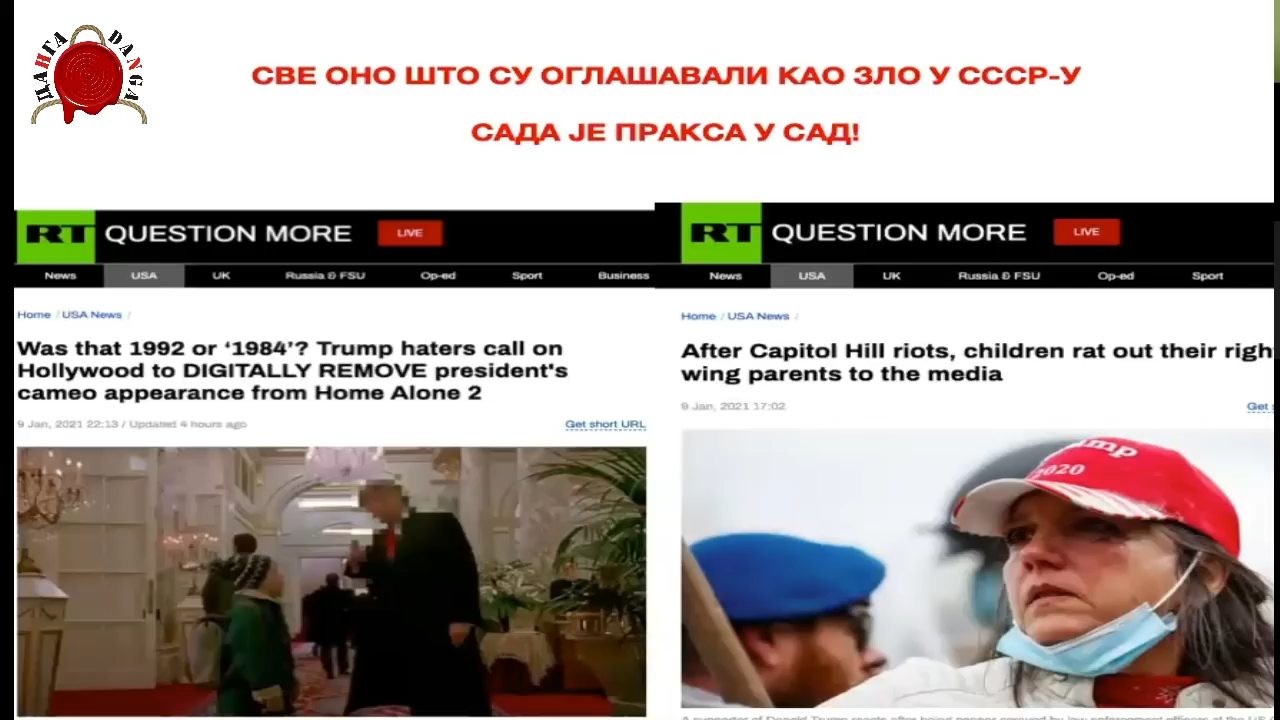 ДАНГА DANGA
СВЕ ОНО ШТО СУ ОГЛАШАВАЛИ КАО ЗЛО У СССР-У
САДА ЈЕ ПРАКСА У САД!
RT QUESTION MORE LIVE
News USA UK Russia & FSU Op-ed Sport Business
Home / USA News /
Was that 1992 or ‘1984’? Trump haters call on
Hollywood to DIGITALLY REMOVE president's
cameo appearance from Home Alone 2
9 Jan, 2021 22:13 / Updated 4 hours ago
Get short URL
RT QUESTION MORE LIVE
News USA UK Russia & FSU Op-ed Sport
Home / USA News /
After Capitol Hill riots, children rat out their righ
wing parents to the media
9 Jan, 2021 17:02
Get
ump
2020